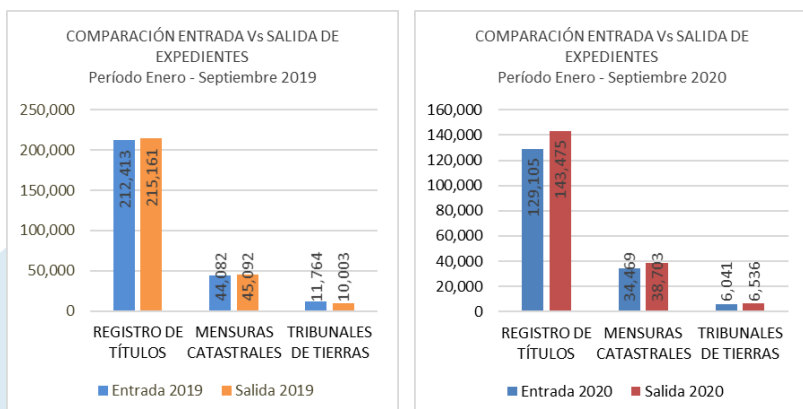 COMPARACIÓN ENTRADA Vs SALIDA DE
EXPEDIENTES
Período Enero - Septiembre 2019
250,000
200,000
150,000
100,000
50,000
0
212,413
215,161
44,082
45,092
11,764
10,003
REGISTRO DE
TÍTULOS
MENSURAS
CATASTRALES
TRIBUNALES
DE TIERRAS
Entrada 2019
Salida 2019
COMPARACIÓN ENTRADA Vs SALIDA DE
EXPEDIENTES
Período Enero - Septiembre 2020
160,000
140,000
120,000
100,000
80,000
60,000
40,000
20,000
0
129,105
143,475
34,469
38,703
6,041
6,536
REGISTRO DE
TÍTULOS
MENSURAS
CATASTRALES
TRIBUNALES
DE TIERRAS
Entrada 2020
Salida 2020